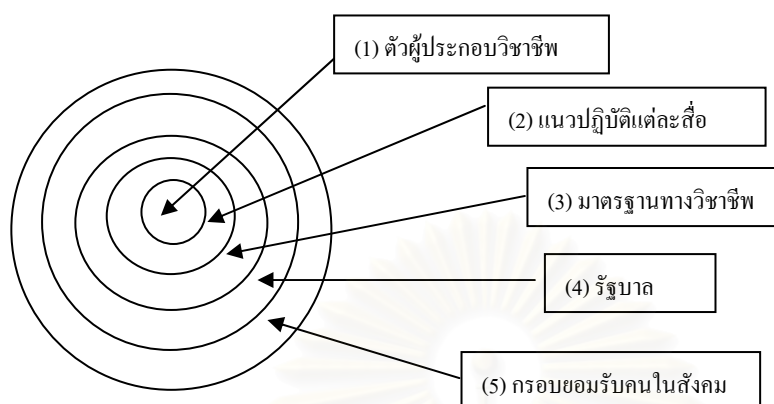 (1) ตัวผู้ประกอบวิชาชีพ
(2) แนวปฏิบัติแต่ละสื่อ
(3) มาตรฐานทางวิชาชีพ
(4) รัฐบาล
(5) กรอบยอมรับคนในสังคม